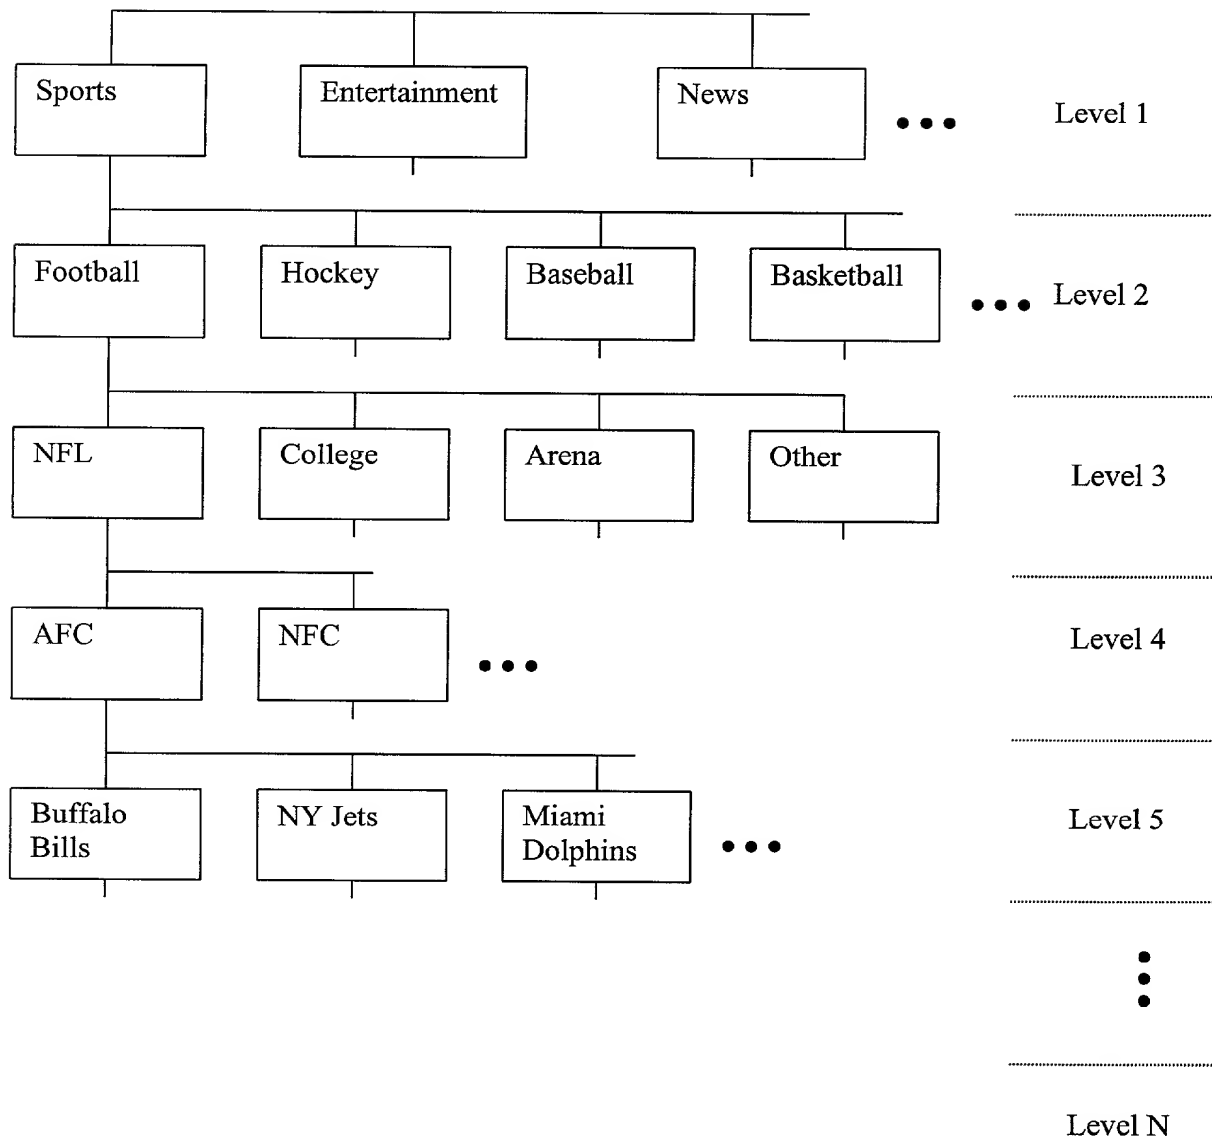 Sports
Entertainment
News
Level 1
Football
Hockey
Baseball
Basketball
Level 2
NFL
College
Arena
Other
Level 3
AFC
NFC
Level 4
Buffalo
Bills
NY Jets
Miami
Dolphins
Level 5
Level N